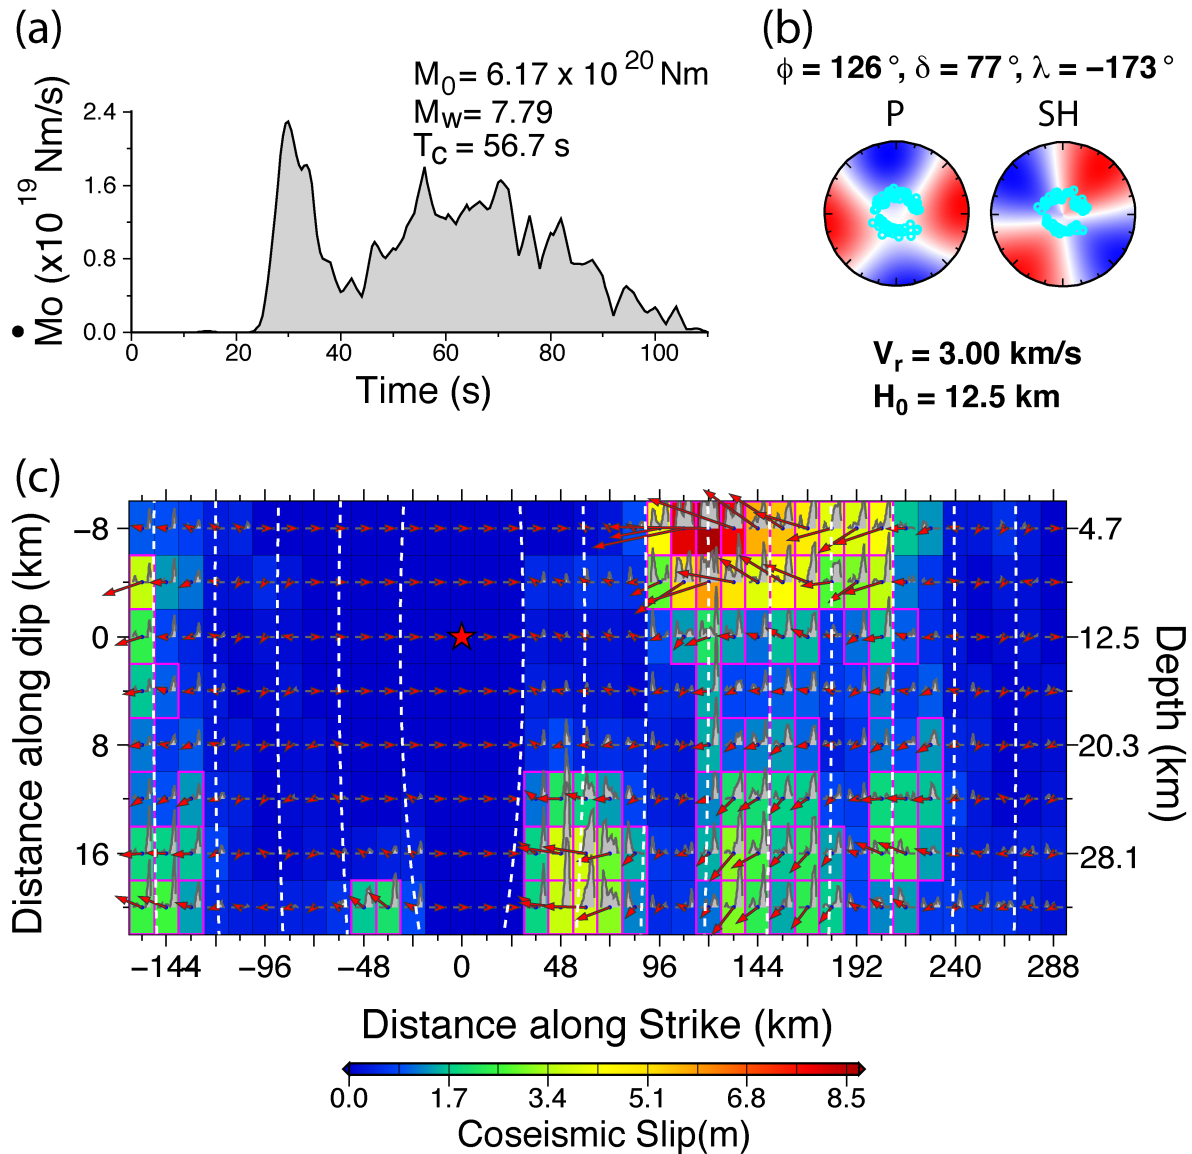 (a)
M0 = 6.17 x 10 20 Nm
Mw = 7.79
TC = 56.7 s
Ṁo (x10 19 Nm/s)
2.4
1.6
0.8
0.0
0 20 40 60 80 100
Time (s)
(b)
ϕ = 126°, δ = 77°, λ = −173°
P SH
Vr = 3.00 km/s
H0 = 12.5 km
(c)
Distance along dip (km)
−8
0
8
16
4.7
12.5
20.3
28.1
Depth (km)
−144 −96 −48 0 48 96 144 192 240 288
Distance along Strike (km)
0.0 1.7 3.4 5.1 6.8 8.5
Coseismic Slip(m)